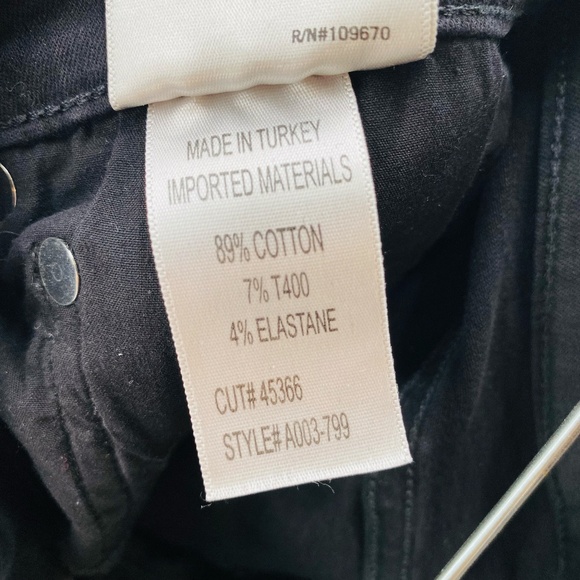 R/N#109670
MADE IN TURKEY
IMPORTED MATERIALS
89% COTTON
7% T400
4% ELASTANE
CUT# 45366
STYLE# A003-799